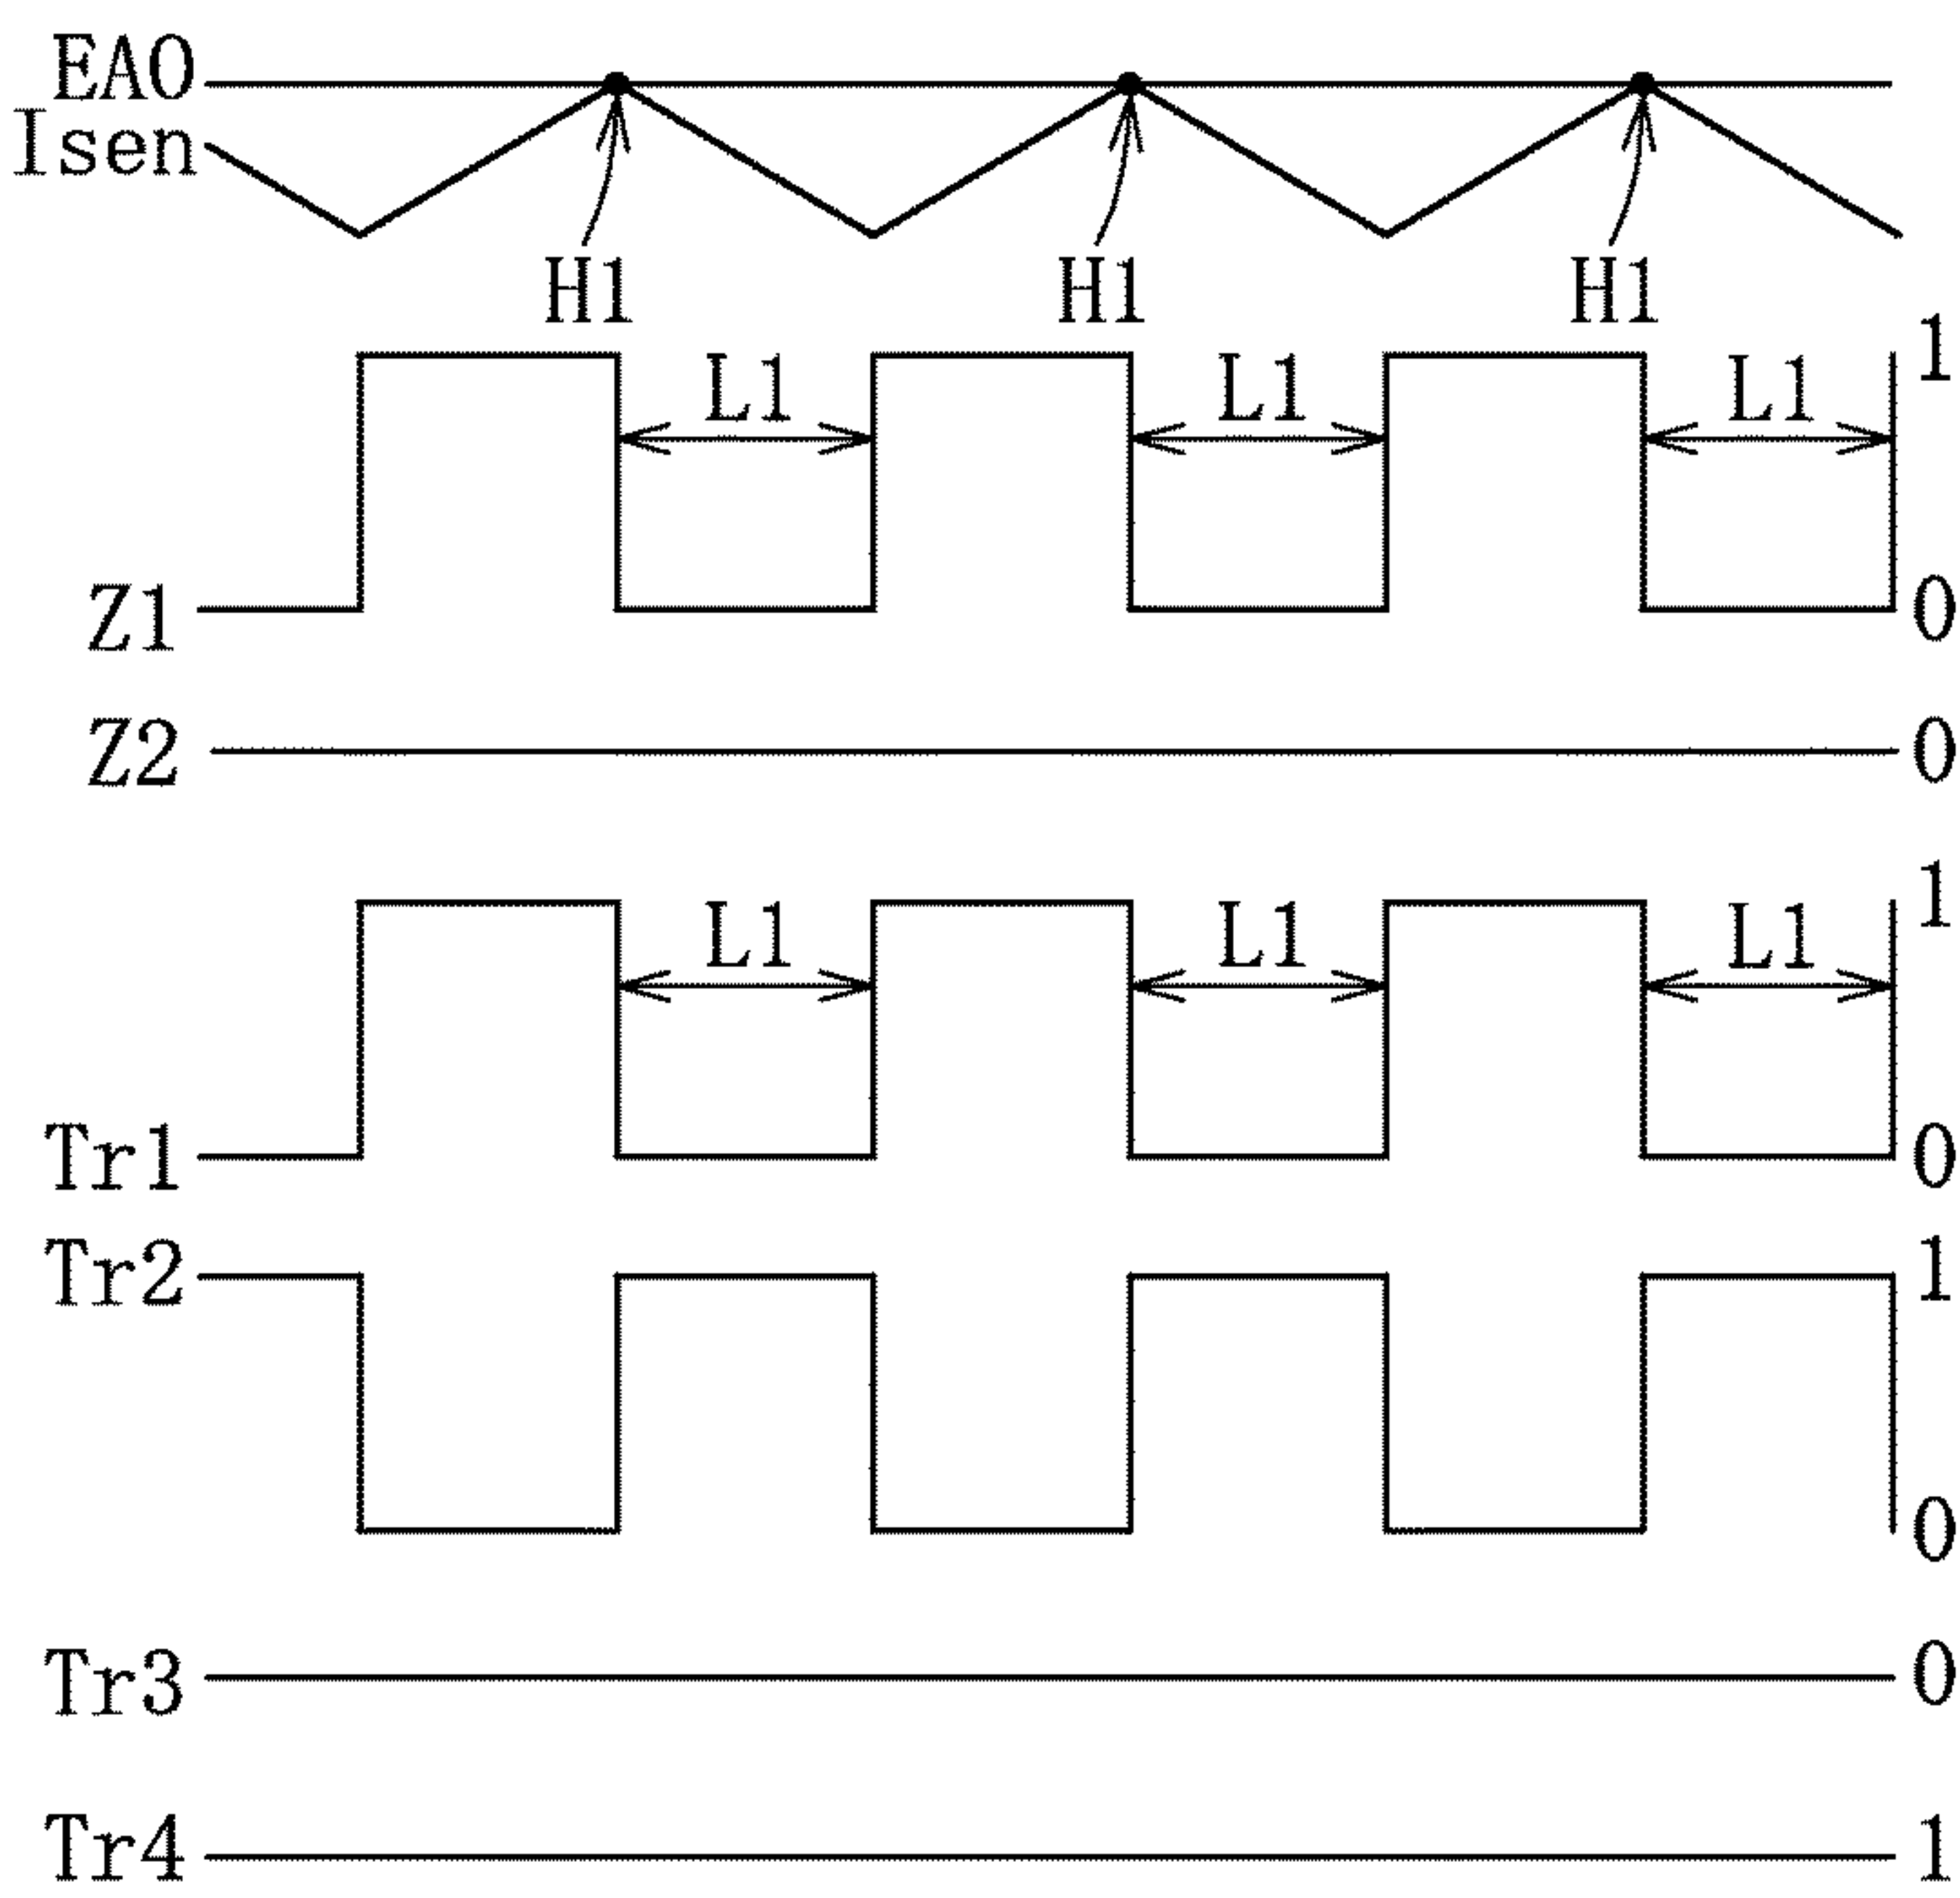 EAO
Isen
H1 H1 H1
1
L1 L1 L1
Z1 0
Z2 0
1
L1 L1 L1
Tr1 0
Tr2 1
0
Tr3 0
Tr4 1